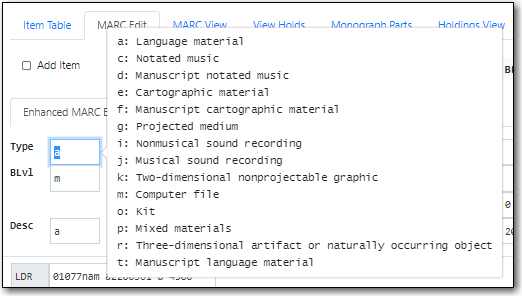 Item Table MARC Edit MARC View View Holds Monograph Parts Holdings View
Add Item
Enhanced MARC E
Type a
BLvl m
Desc a
LDR 01077nam
a: Language material
c: Notated music
d: Manuscript notated music
e: Cartographic material
f: Manuscript cartographic material
g: Projected medium
i: Nonmusical sound recording
j: Musical sound recording
k: Two-dimensional nonprojectable graphic
m: Computer file
o: Kit
p: Mixed materials
r: Three-dimensional artifact or naturally occurring object
t: Manuscript language material